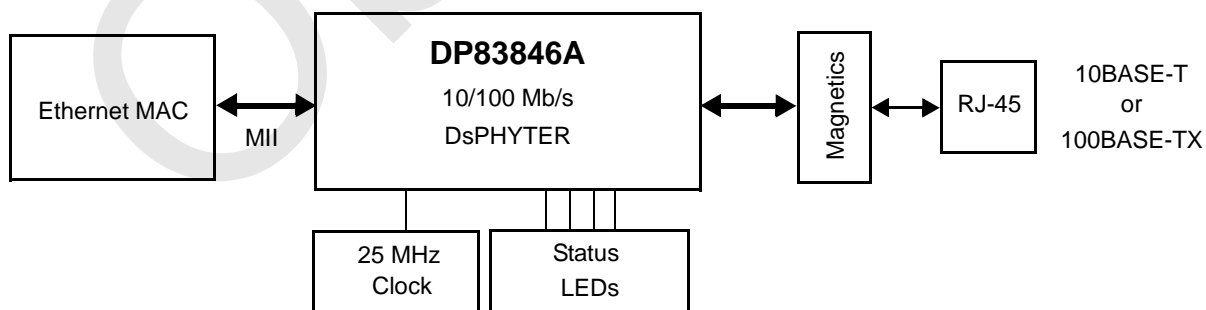 Ethernet MAC
MII
DP83846A
10/100 Mb/s
DsPHYTER
25 MHz
Clock
Status
LEDs
Magnetics
RJ-45
10BASE-T
or
100BASE-TX